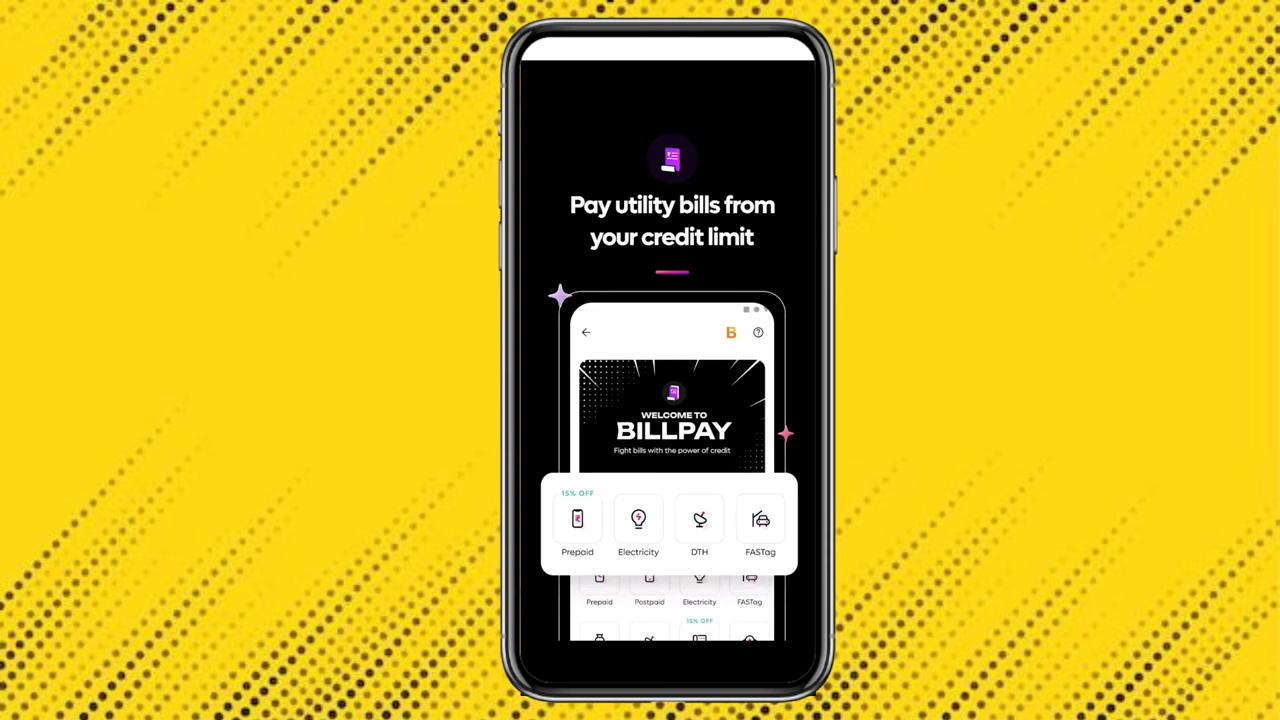 Pay utility bills from
your credit limit
B
WELCOME TO
BILLPAY
Fight bills with the power of credit
15% OFF
Prepaid
Electricity
DTH
FASTag
Prepaid
Postpaid
Electricity
FASTag
15% OFF